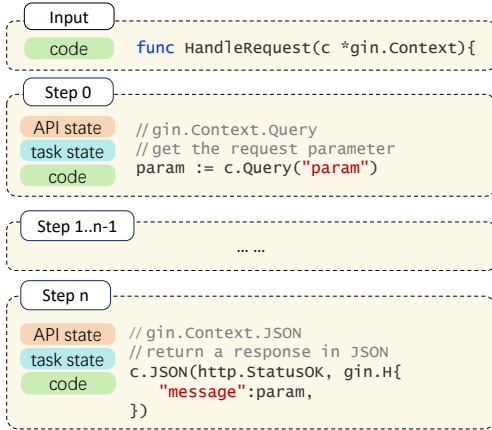 Input
code func HandleRequest(c *gin.Context){
Step 0
API state //gin.Context.Query
task state //get the request parameter
code param := c.Query("param")
Step 1..n-1
... ...
Step n
API state //gin.Context.JSON
task state //return a response in JSON
code c.JSON(http.StatusOK, gin.H{
"message":param,
})